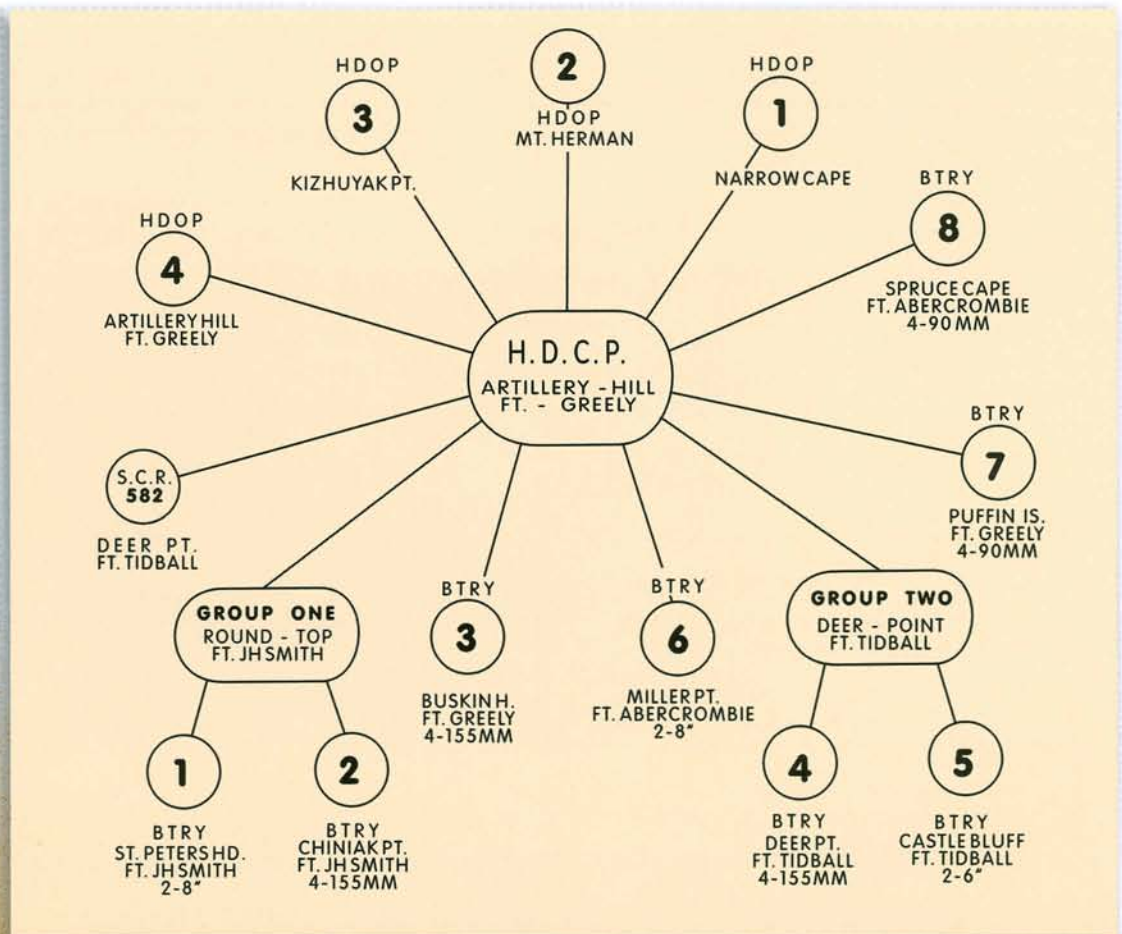 HDOP
3
KIZHUYAK PT.
2
HDOP
MT. HERMAN
HDOP
1
NARROW CAPE
BTRY
8
SPRUCE CAPE
FT. ABERCROMBIE
4-90 MM
HDOP
4
ARTILLERY HILL
FT. GREELY
H.D.C.P.
ARTILLERY - HILL
FT. - GREELY
BTRY
7
PUFFIN IS.
FT. GREELY
4-90MM
S.C.R.
582
DEER PT.
FT. TIDBALL
GROUP ONE
ROUND - TOP
FT. JH SMITH
BTRY
3
BUSKIN H.
FT. GREELY
4-155MM
BTRY
6
MILLER PT.
FT. ABERCROMBIE
2-8"
GROUP TWO
DEER - POINT
FT. TIDBALL
1
BTRY
ST. PETERS HD.
FT. JH SMITH
2-8"
2
BTRY
CHINIAK PT.
FT. JH SMITH
4-155MM
4
BTRY
DEER PT.
FT. TIDBALL
4-155MM
5
BTRY
CASTLE BLUFF
FT. TIDBALL
2-6"